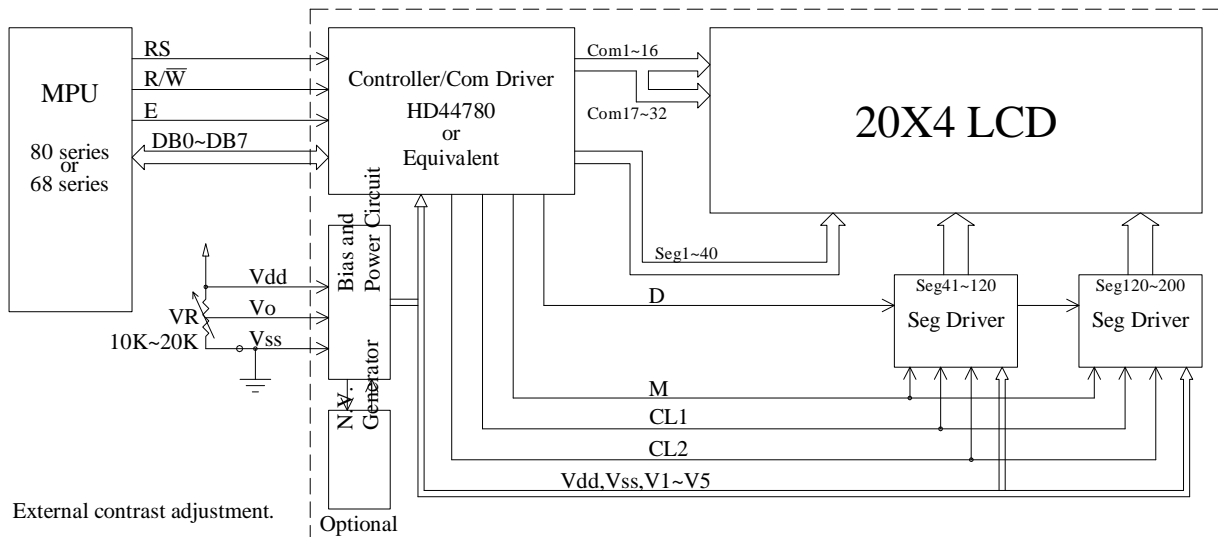 MPU
80 series
or
68 series
RS
R/W̅
E
DB0~DB7
Controller/Com Driver
HD44780
or
Equivalent
Com1~16
Com17~32
20X4 LCD
Bias and
Power Circuit
Seg1~40
Seg41~120
Seg Driver
Seg120~200
Seg Driver
D
Vdd
Vo
Vss
VR
10K~20K
N.V.
Generator
M
CL1
CL2
Vdd,Vss,V1~V5
External contrast adjustment.
Optional